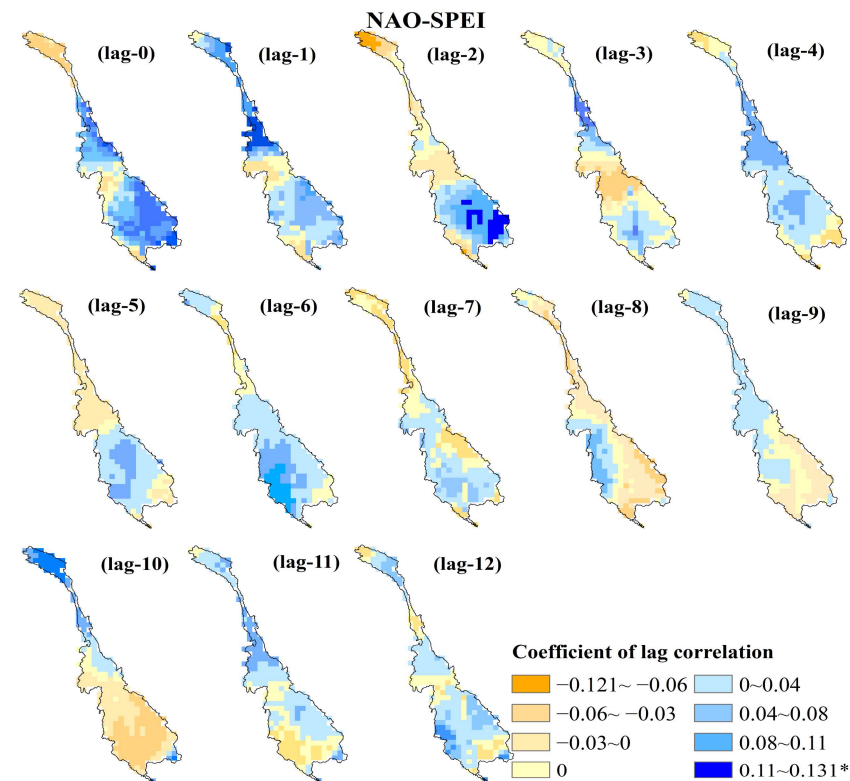 NAO-SPEI
(lag-0)
(lag-1)
(lag-2)
(lag-3)
(lag-4)
(lag-5)
(lag-6)
(lag-7)
(lag-8)
(lag-9)
(lag-10)
(lag-11)
(lag-12)
Coefficient of lag correlation
−0.121~ −0.06
−0.06~ −0.03
−0.03~0
0
0~0.04
0.04~0.08
0.08~0.11
0.11~0.131*